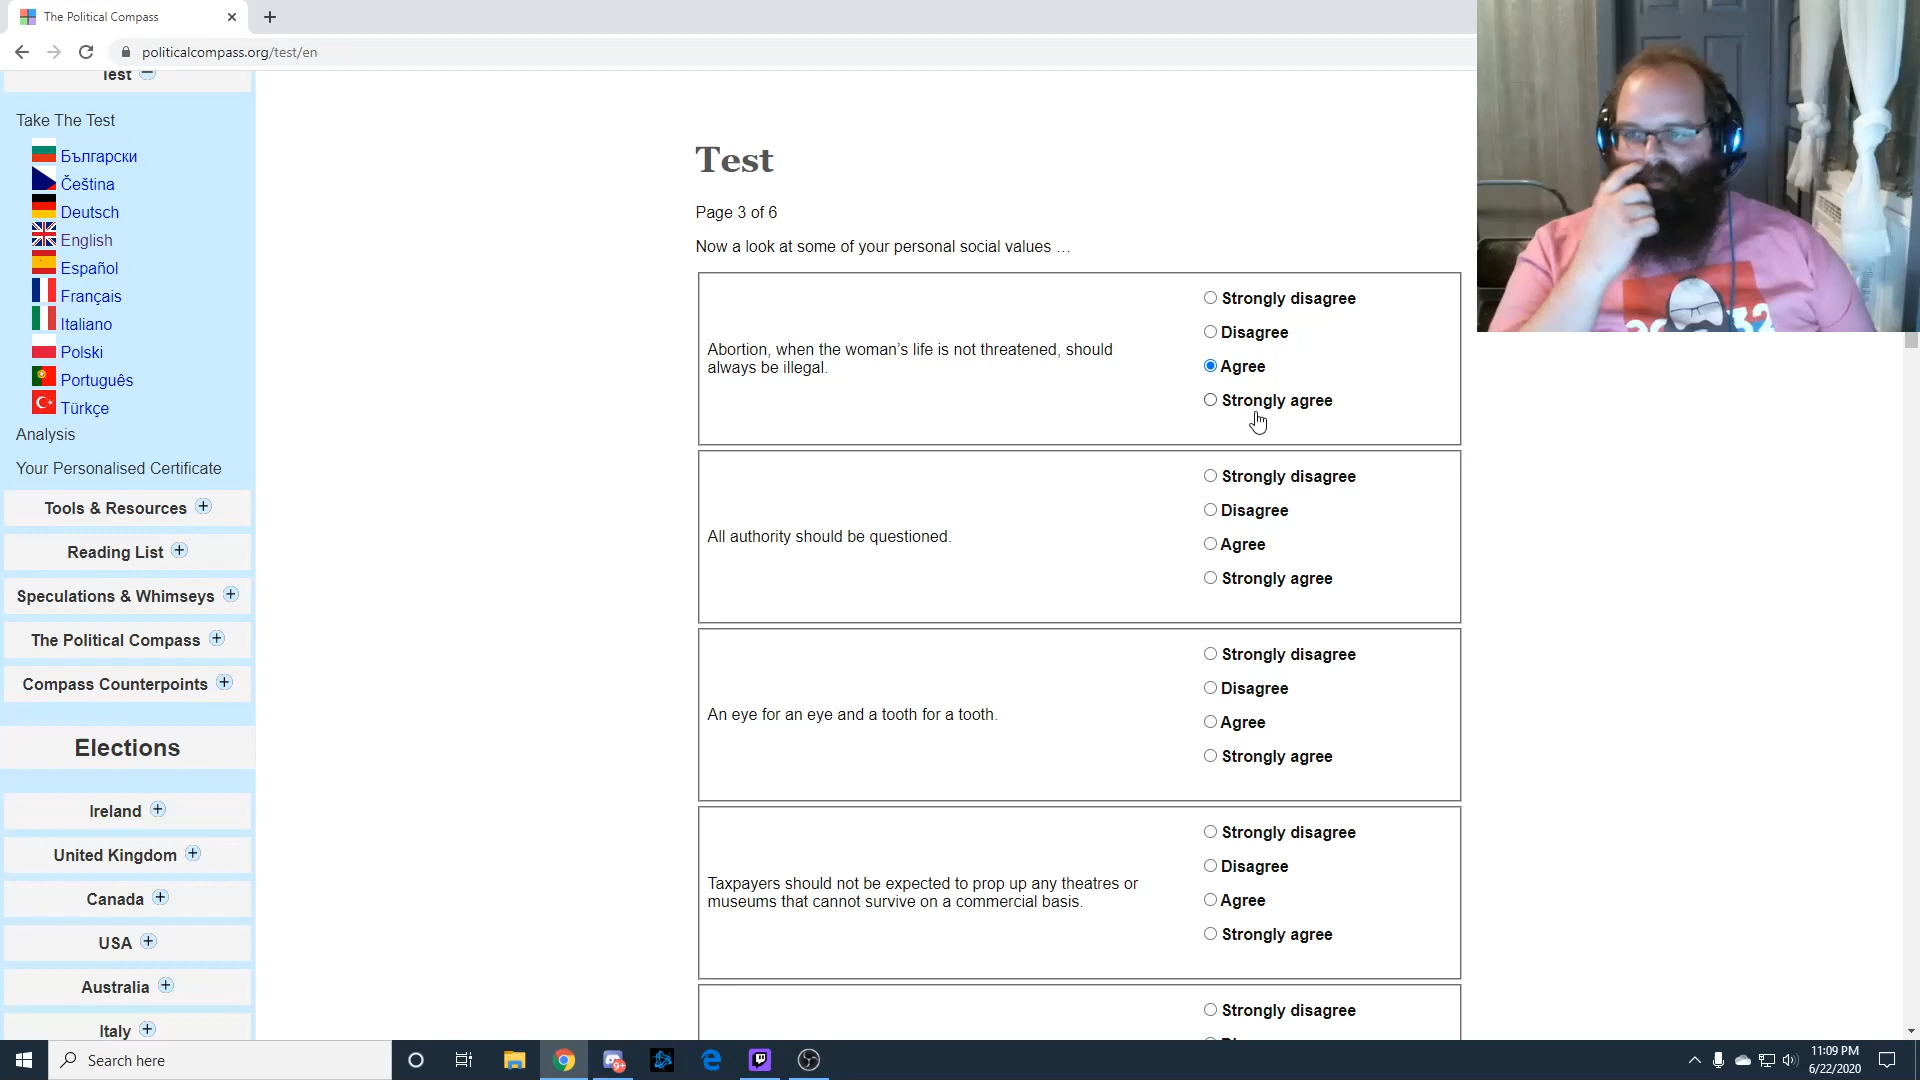 The Political Compass
politicalcompass.org/test/en
Test
Take The Test
Български
Čeština
Deutsch
English
Español
Français
Italiano
Polski
Português
Türkçe
Analysis
Your Personalised Certificate
Tools & Resources
Reading List
Speculations & Whimseys
The Political Compass
Compass Counterpoints
Elections
Ireland
United Kingdom
Canada
USA
Australia
Italy
Test
Page 3 of 6
Now a look at some of your personal social values …
Abortion, when the woman’s life is not threatened, should
always be illegal.
Strongly disagree
Disagree
Agree
Strongly agree
All authority should be questioned.
Strongly disagree
Disagree
Agree
Strongly agree
An eye for an eye and a tooth for a tooth.
Strongly disagree
Disagree
Agree
Strongly agree
Taxpayers should not be expected to prop up any theatres or
museums that cannot survive on a commercial basis.
Strongly disagree
Disagree
Agree
Strongly agree
Strongly disagree
Search here
9+
11:09 PM
6/22/2020